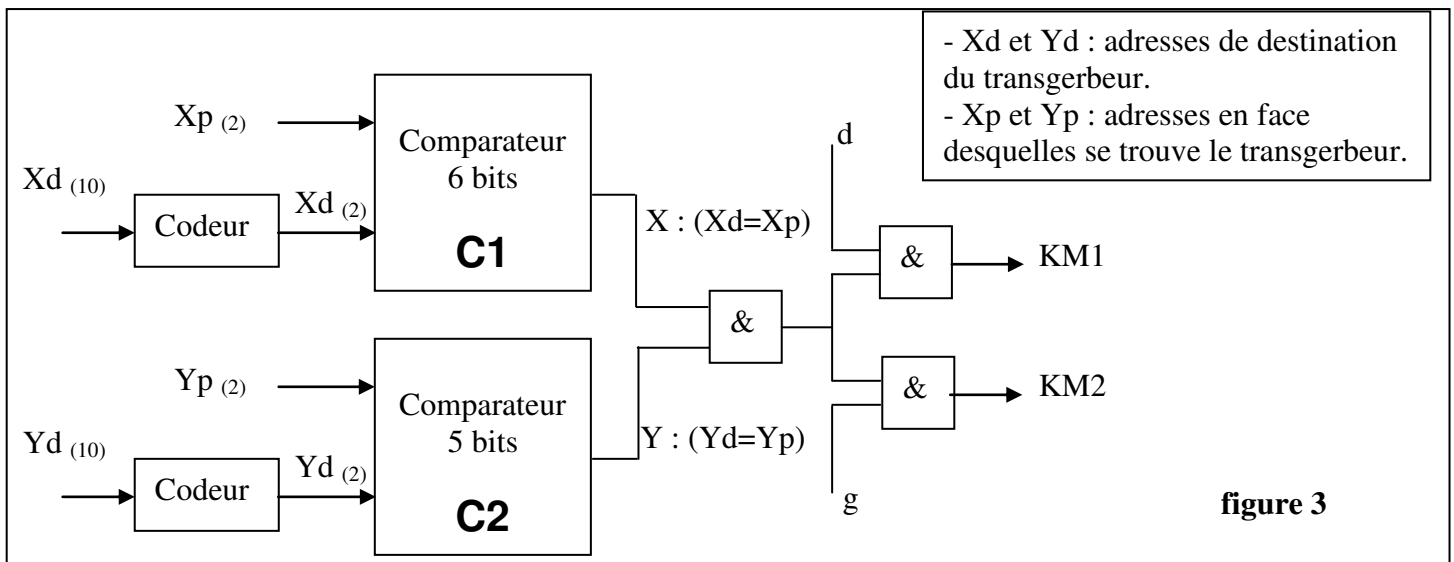 - Xd et Yd : adresses de destination
du transgerbeur.
- Xp et Yp : adresses en face
desquelles se trouve le transgerbeur.
Xp (2)
Xd (10)
Codeur
Xd (2)
Comparateur
6 bits
C1
X : (Xd=Xp)
d
&
KM1
&
Yp (2)
Yd (10)
Codeur
Yd (2)
Comparateur
5 bits
C2
Y : (Yd=Yp)
&
KM2
g
figure 3